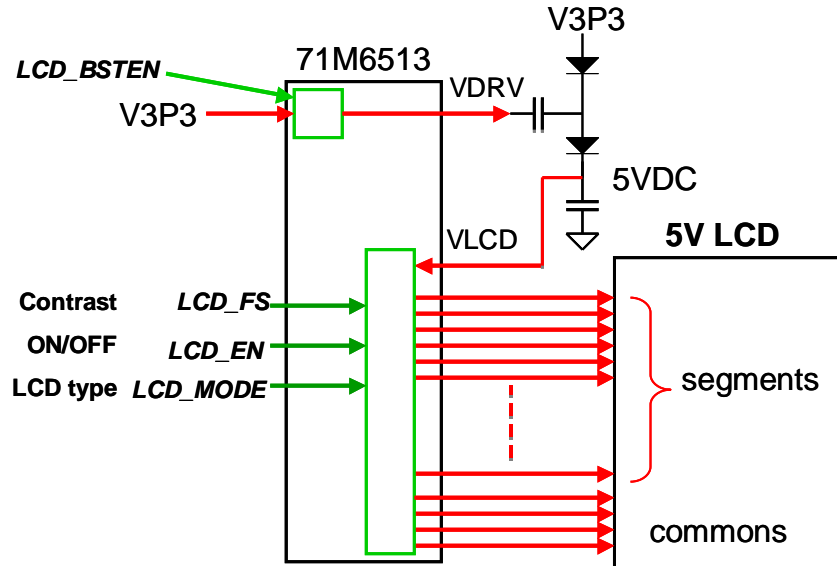 V3P3
71M6513
LCD_BSTEN
VDRV
V3P3
5VDC
VLCD
5V LCD
Contrast LCD_FS
ON/OFF LCD_EN
LCD type LCD_MODE
segments
commons